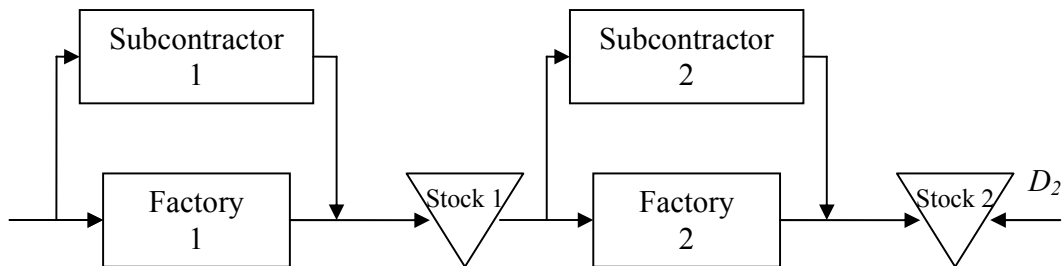 Subcontractor
1
Subcontractor
2
Factory
1
Stock 1
Factory
2
Stock 2
D2